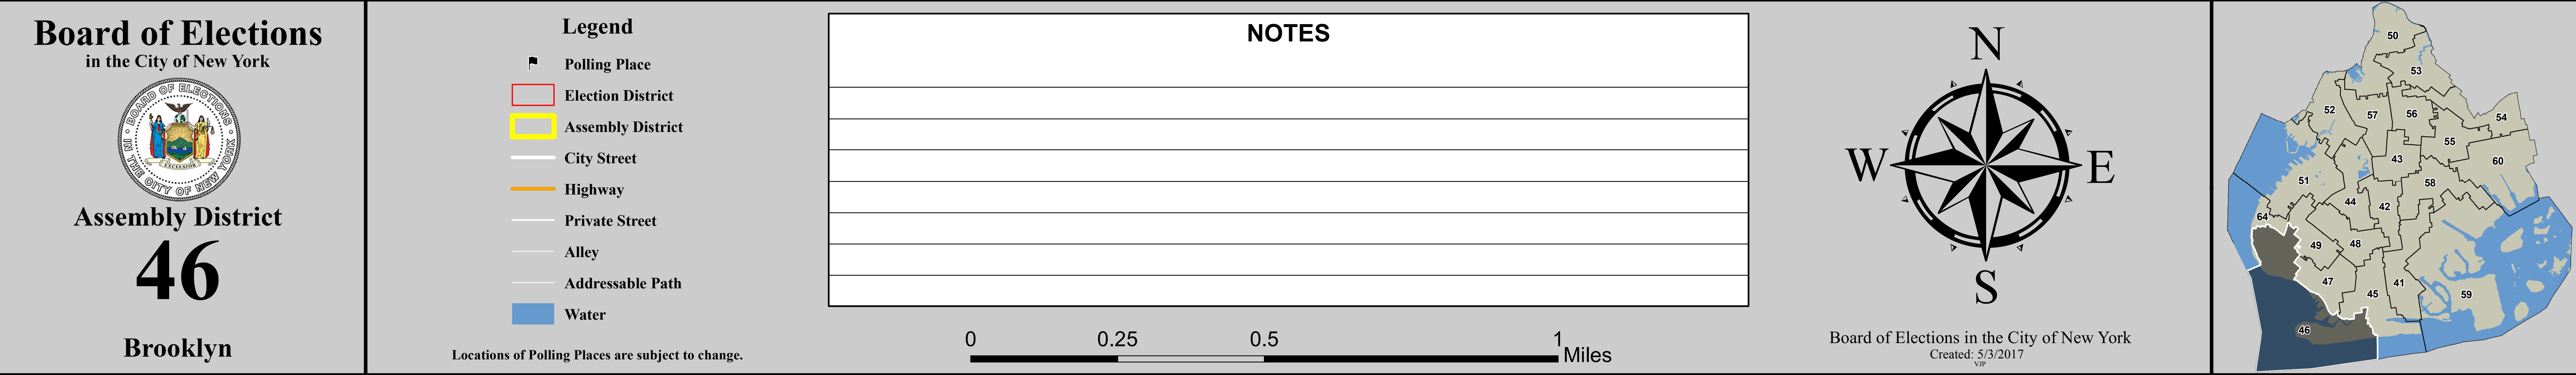 Board of Elections
in the City of New York
BOARD OF ELECTIONS
IN THE CITY OF NEW YORK
EXCELSIOR
Assembly District
46
Brooklyn
Legend
Polling Place
Election District
Assembly District
City Street
Highway
Private Street
Alley
Addressable Path
Water
Locations of Polling Places are subject to change.
NOTES
0 0.25 0.5 1
Miles
N
W E
S
Board of Elections in the City of New York
Created: 5/3/2017
VJP
50
53
52 57 56 54
55
43 60
51 58
44 42
64
49 48
47 41
45 59
46